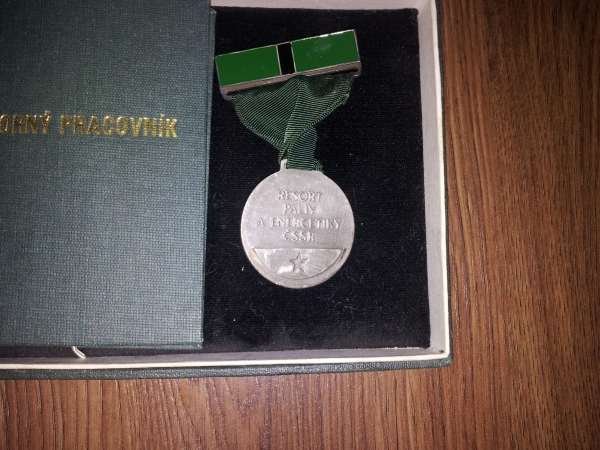 ORNÝ PRACOVNÍK
RESORT
PALIV
A ENERGETIKY
ČSSR